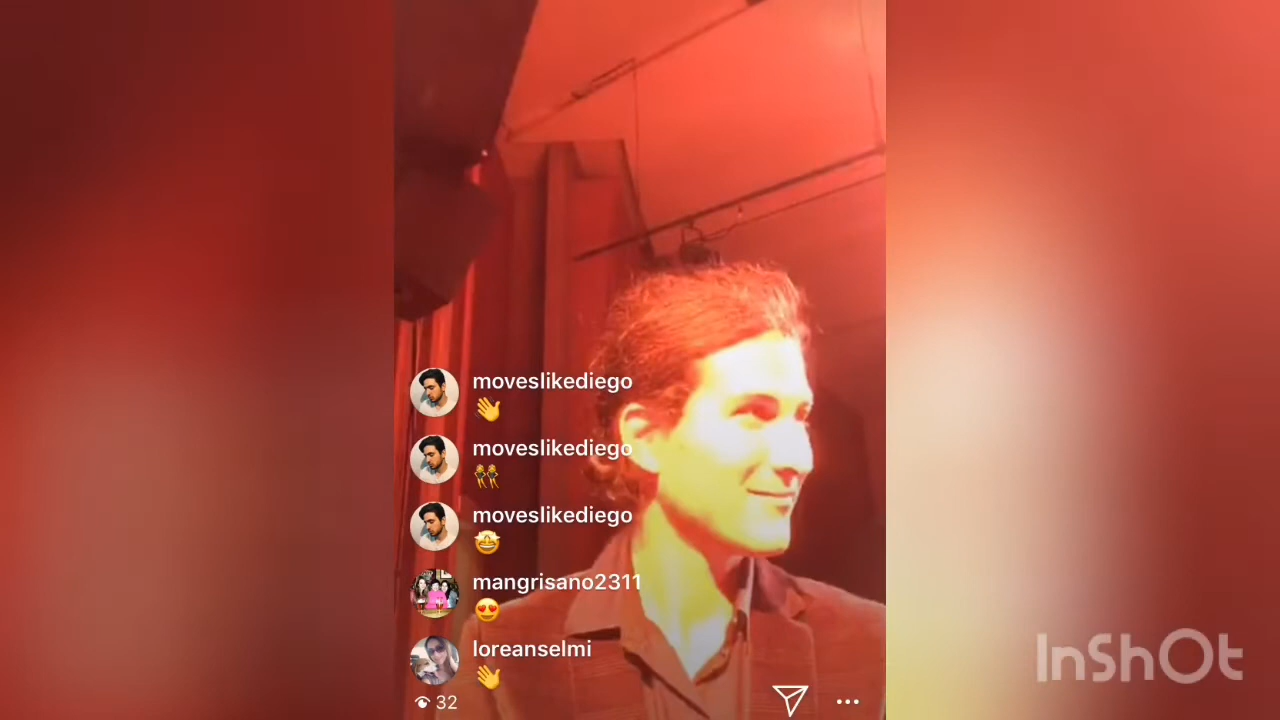 moveslikediego
👋
moveslikediego
👯
moveslikediego
🤩
mangrisano2311
😍
loreanselmi
👋
32
InShOt